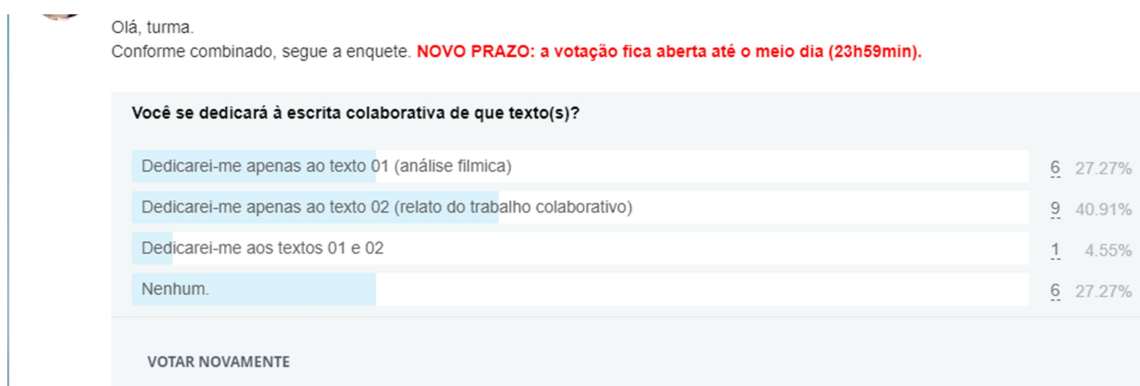 Olá, turma.
Conforme combinado, segue a enquete. NOVO PRAZO: a votação fica aberta até o meio dia (23h59min).
Você se dedicará à escrita colaborativa de que texto(s)?
Dedicarei-me apenas ao texto 01 (análise filmica) 6 27.27%
Dedicarei-me apenas ao texto 02 (relato do trabalho colaborativo) 9 40.91%
Dedicarei-me aos textos 01 e 02 1 4.55%
Nenhum. 6 27.27%
VOTAR NOVAMENTE